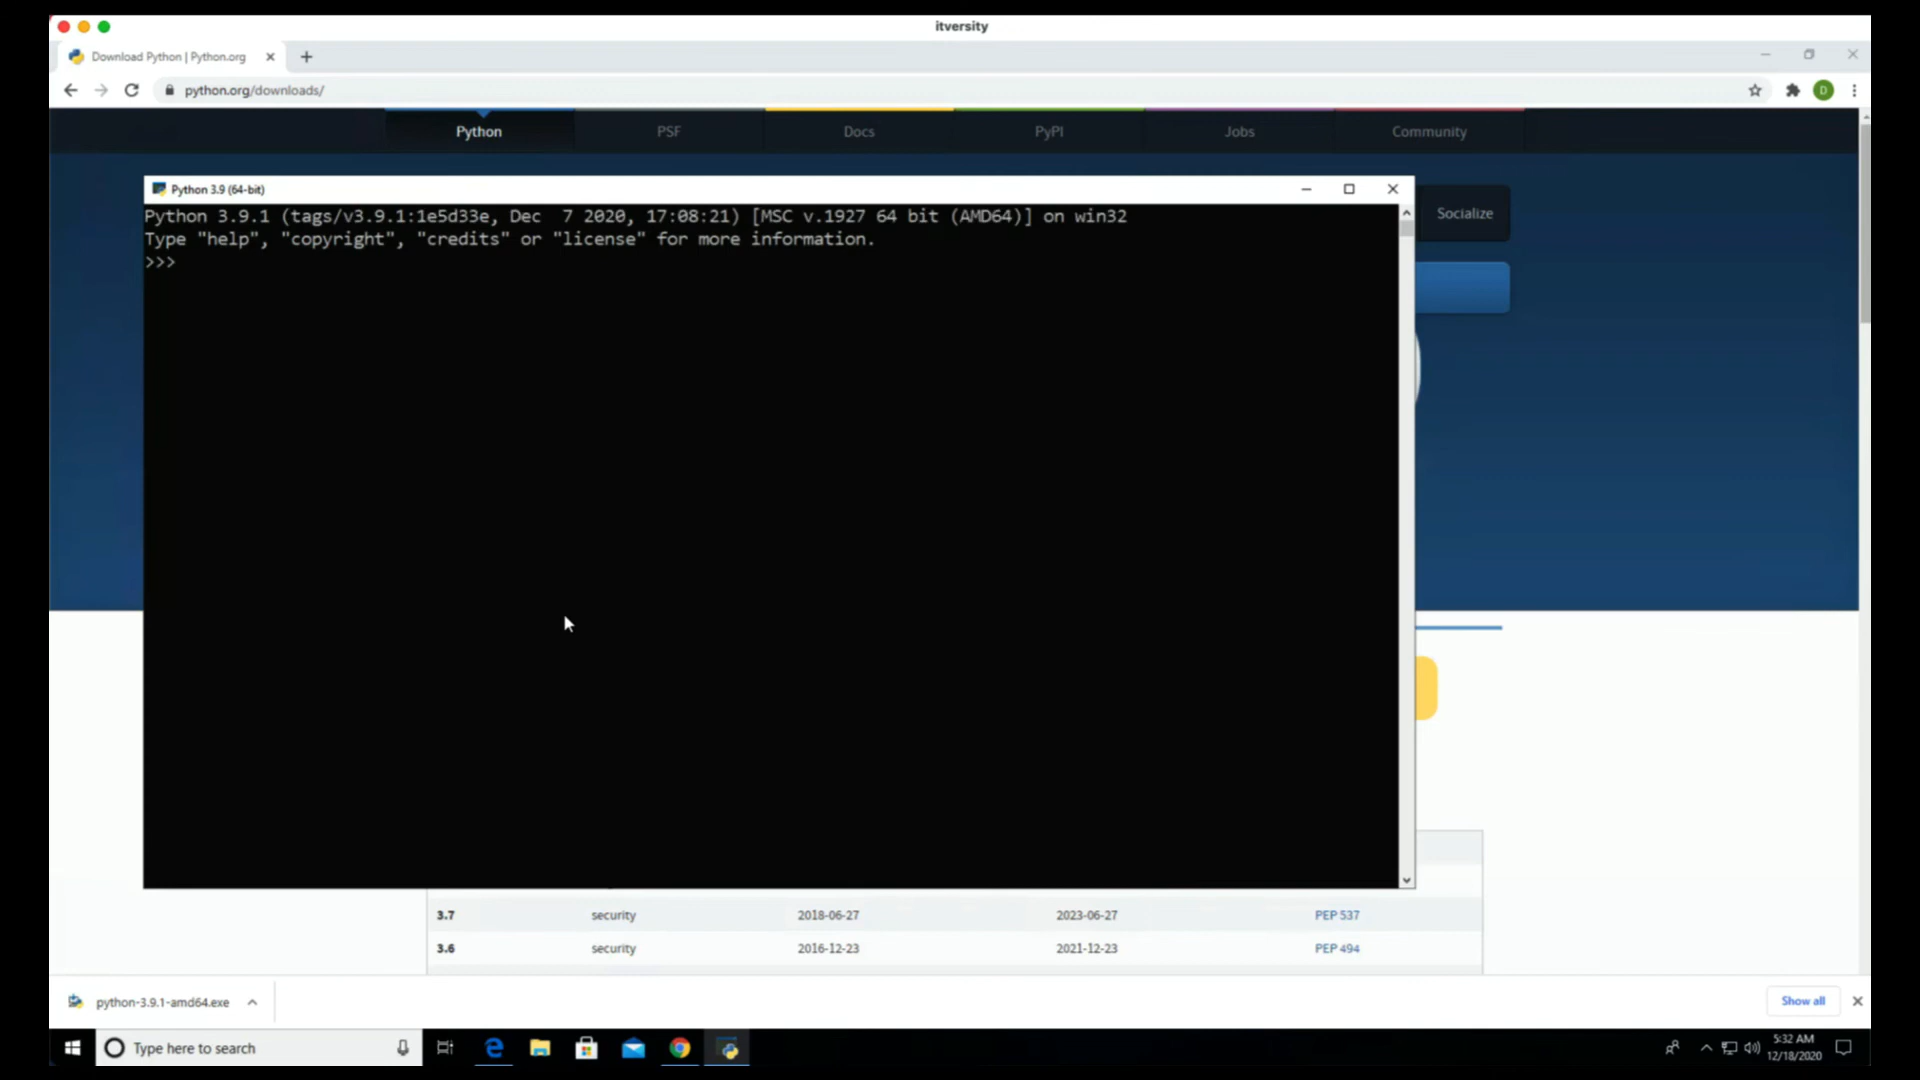 itversity
Download Python | Python.org
python.org/downloads/
D
Python
PSF
Docs
PyPI
Jobs
Community
Socialize
Python 3.9 (64-bit)
Python 3.9.1 (tags/v3.9.1:1e5d33e, Dec  7 2020, 17:08:21) [MSC v.1927 64 bit (AMD64)] on win32
Type "help", "copyright", "credits" or "license" for more information.
>>>
3.7 security 2018-06-27 2023-06-27 PEP 537
3.6 security 2016-12-23 2021-12-23 PEP 494
python-3.9.1-amd64.exe
Show all
Type here to search
5:32 AM
12/18/2020